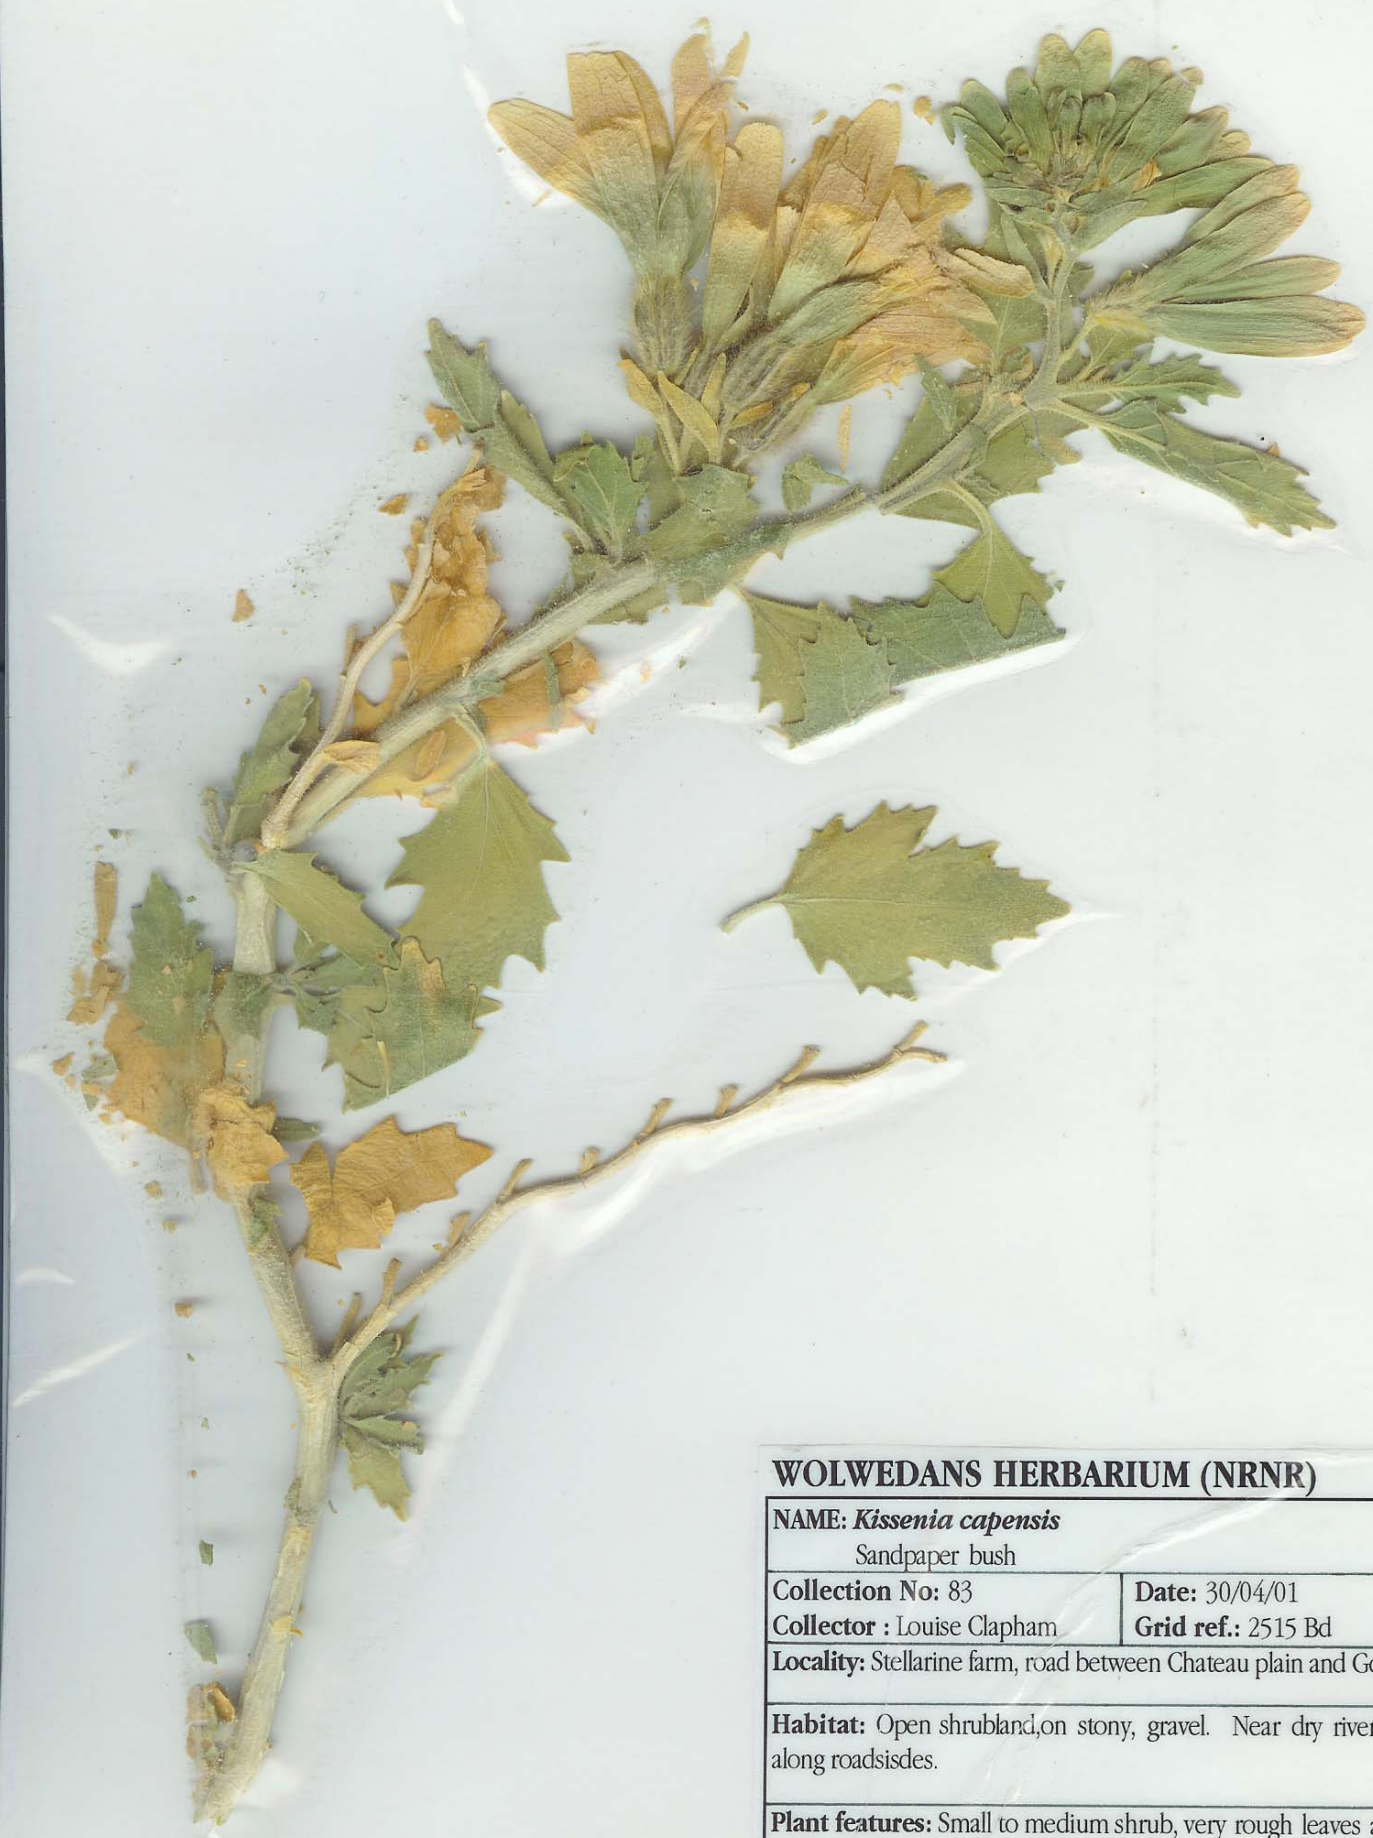 WOLWEDANS HERBARIUM (NRNR)
NAME: Kissenia capensis
Sandpaper bush
Collection No: 83
Date: 30/04/01
Collector : Louise Clapham
Grid ref.: 2515 Bd
Locality: Stellarine farm, road between Chateau plain and
Habitat: Open shrubland,on stony, gravel. Near dry
along roadsisdes.
Plant features: Small to medium shrub, very rough leaves